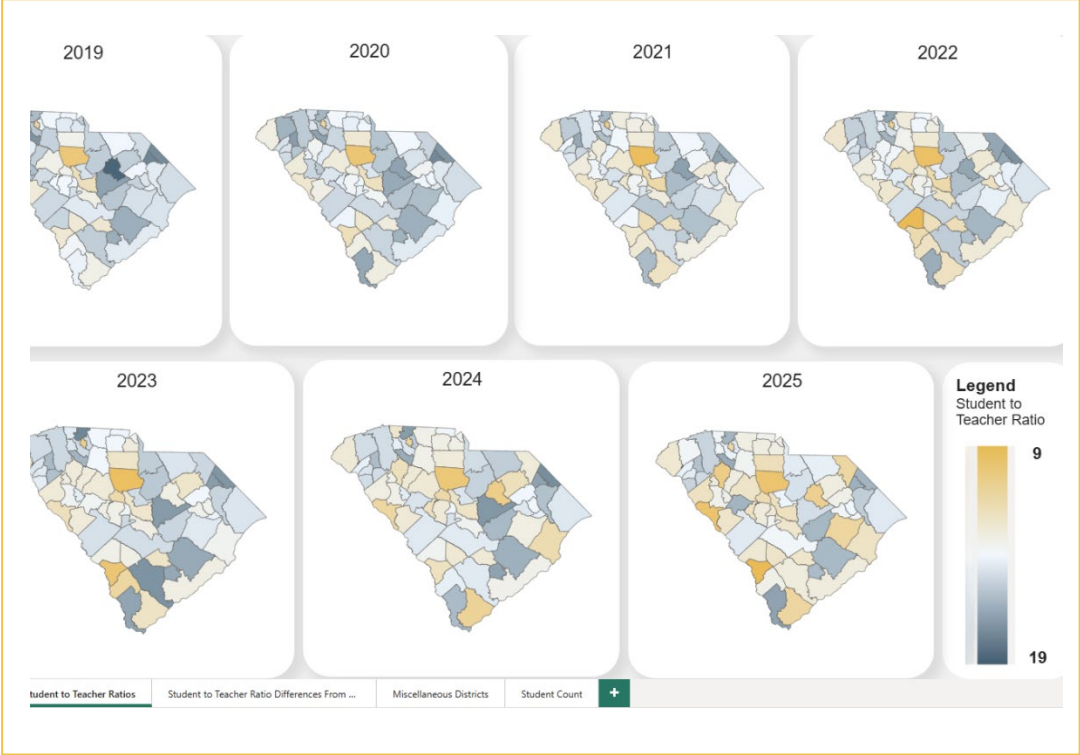 2019
2020
2021
2022
2023
2024
2025
Legend
Student to
Teacher Ratio
9
19
tudent to Teacher Ratios
Student to Teacher Ratio Differences From ...
Miscellaneous Districts
Student Count
+